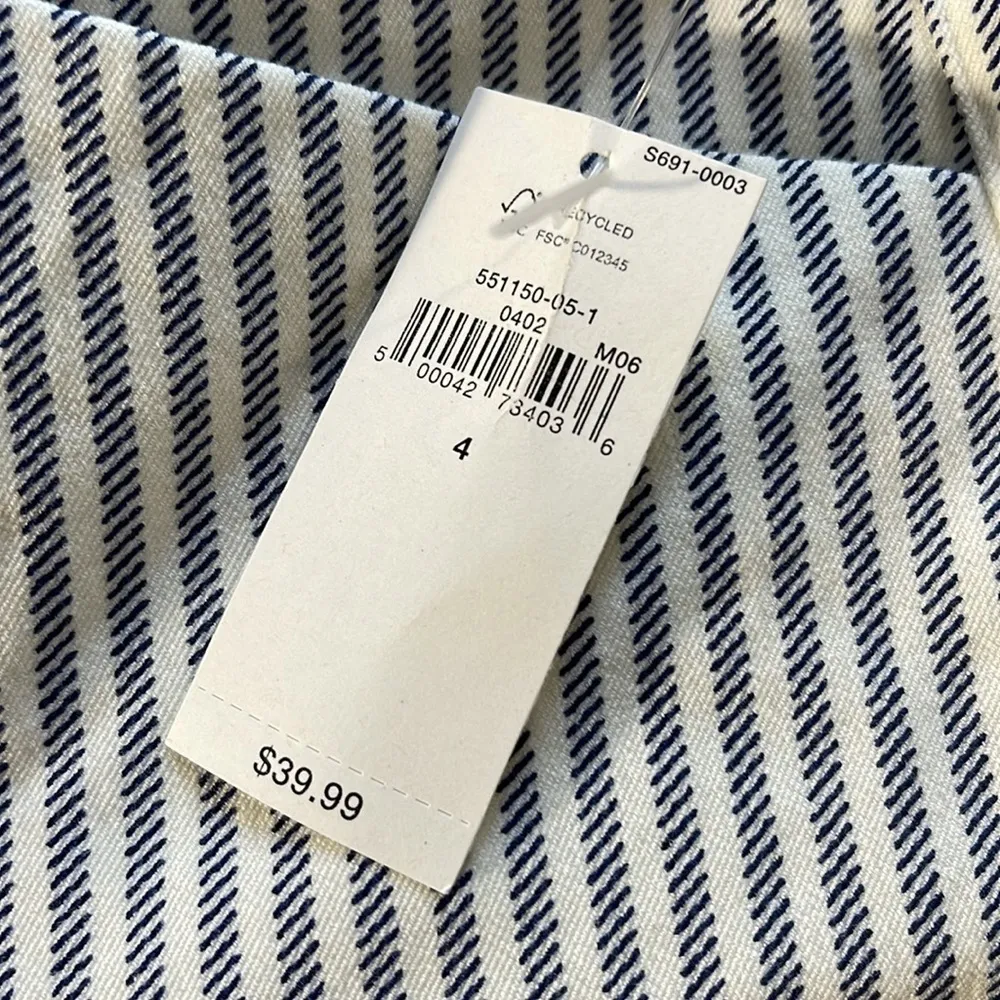 S691-0003
RECYCLED
FSC® C012345
551150-05-1
0402
M06
5 00042 73403 6
4
$39.99